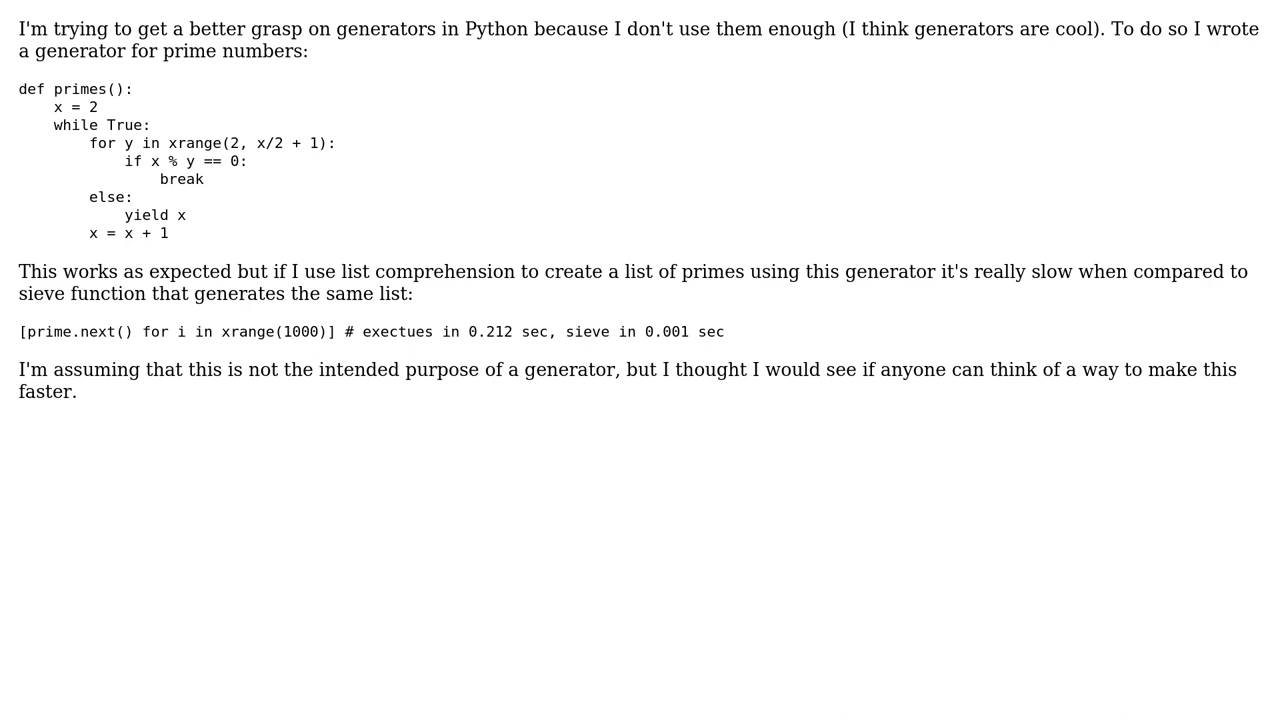 I'm trying to get a better grasp on generators in Python because I don't use them enough (I think generators are cool). To do so I wrote
a generator for prime numbers:
def primes():
    x = 2
    while True:
        for y in xrange(2, x/2 + 1):
            if x % y == 0:
                break
        else:
            yield x
        x = x + 1
This works as expected but if I use list comprehension to create a list of primes using this generator it's really slow when compared to
sieve function that generates the same list:
[prime.next() for i in xrange(1000)] # exectues in 0.212 sec, sieve in 0.001 sec
I'm assuming that this is not the intended purpose of a generator, but I thought I would see if anyone can think of a way to make this
faster.